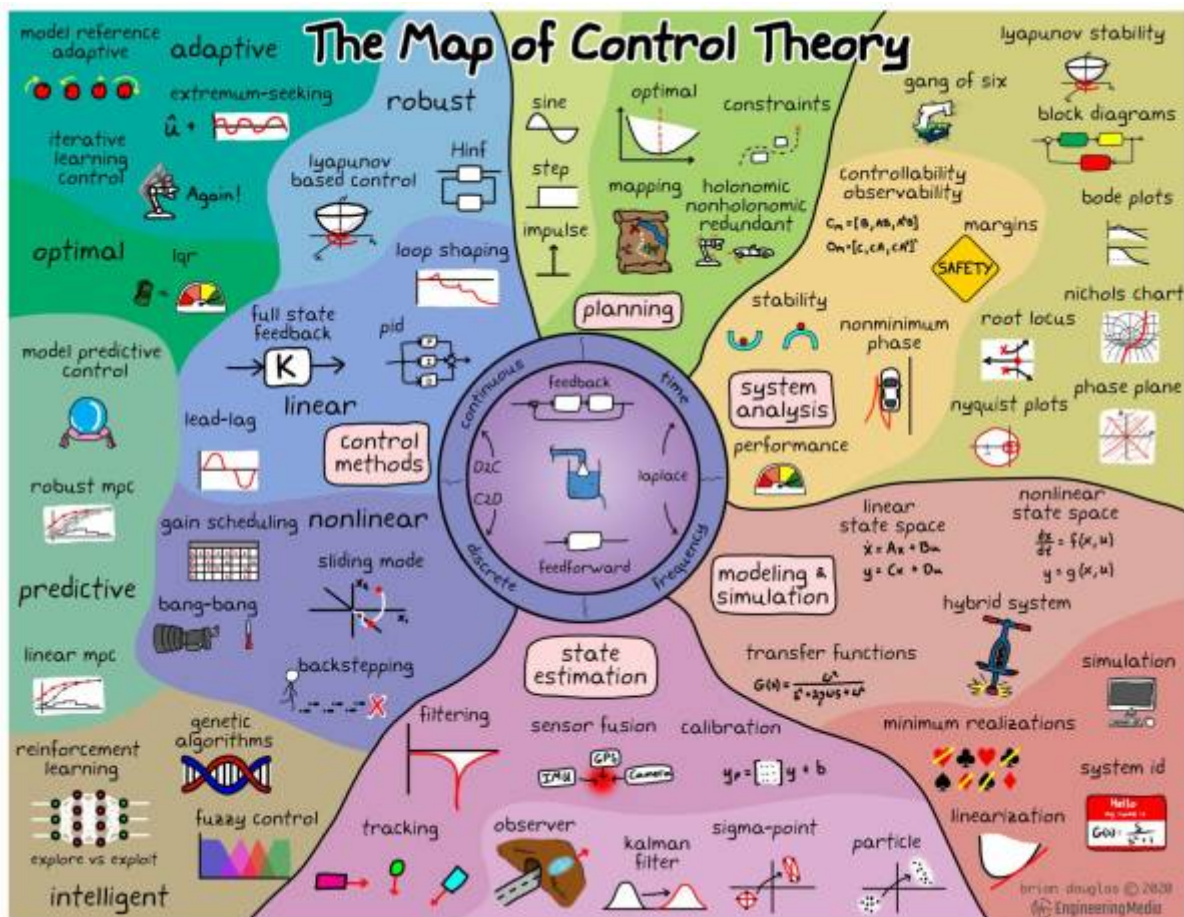 The Map of Control Theory
model reference
adaptive
adaptive
extremum-seeking
û +
iterative
learning
control
Again!
robust
Hinf
lyapunov
based control
optimal
lqr
loop shaping
full state
feedback
K
pid
linear
lead-lag
control
methods
model predictive
control
robust mpc
predictive
linear mpc
gain scheduling
nonlinear
sliding mode
bang-bang
backstepping
X
reinforcement
learning
explore vs exploit
genetic
algorithms
fuzzy control
intelligent
sine
step
impulse
optimal
constraints
mapping
holonomic
nonholonomic
redundant
planning
continuous
time
discrete
frequency
feedback
D2C
C2D
laplace
feedforward
lyapunov stability
gang of six
block diagrams
controllability
observability
margins
SAFETY
bode plots
nichols chart
stability
nonminimum
phase
root locus
phase plane
nyquist plots
system
analysis
performance
linear
state space
ẋ = Ax + Bu
y = Cx + Du
nonlinear
state space
dx/dt = f(x, u)
y = g(x, u)
modeling &
simulation
hybrid system
transfer functions
simulation
minimum realizations
system id
Hello
my name is
linearization
state
estimation
filtering
sensor fusion
IMU
GPS
Camera
calibration
tracking
observer
kalman
filter
sigma-point
particle
brian douglas © 2020
EngineeringMedia